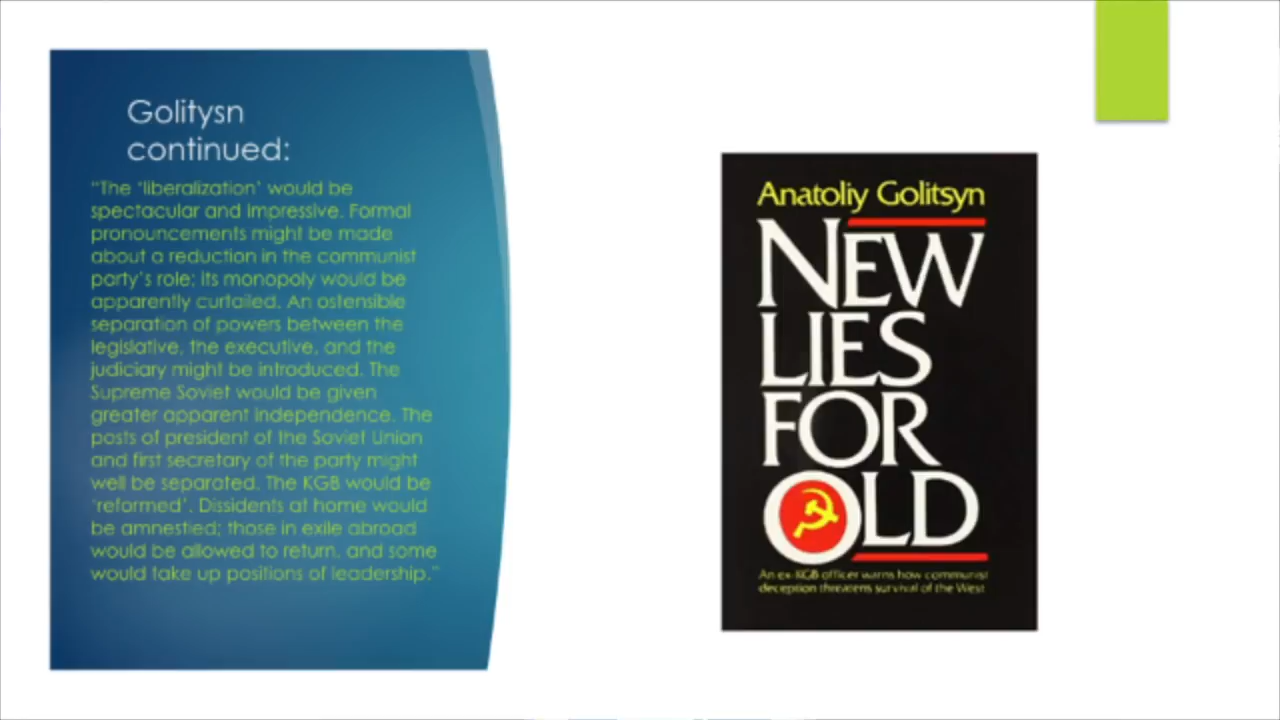 Golitysn
continued:
"The 'liberalization' would be
spectacular and impressive. Formal
pronouncements might be made
about a reduction in the communist
party's role; its monopoly would be
apparently curtailed. An ostensible
separation of powers between the
legislative, the executive, and the
judiciary might be introduced. The
Supreme Soviet would be given
greater apparent independence. The
posts of president of the Soviet Union
and first secretary of the party might
well be separated. The KGB would be
'reformed'. Dissidents at home would
be amnestied; those in exile abroad
would be allowed to return, and some
would take up positions of leadership."
Anatoliy Golitsyn
NEW
LIES
FOR
OLD
An ex-KGB officer warns how communist
deception threatens survival of the West